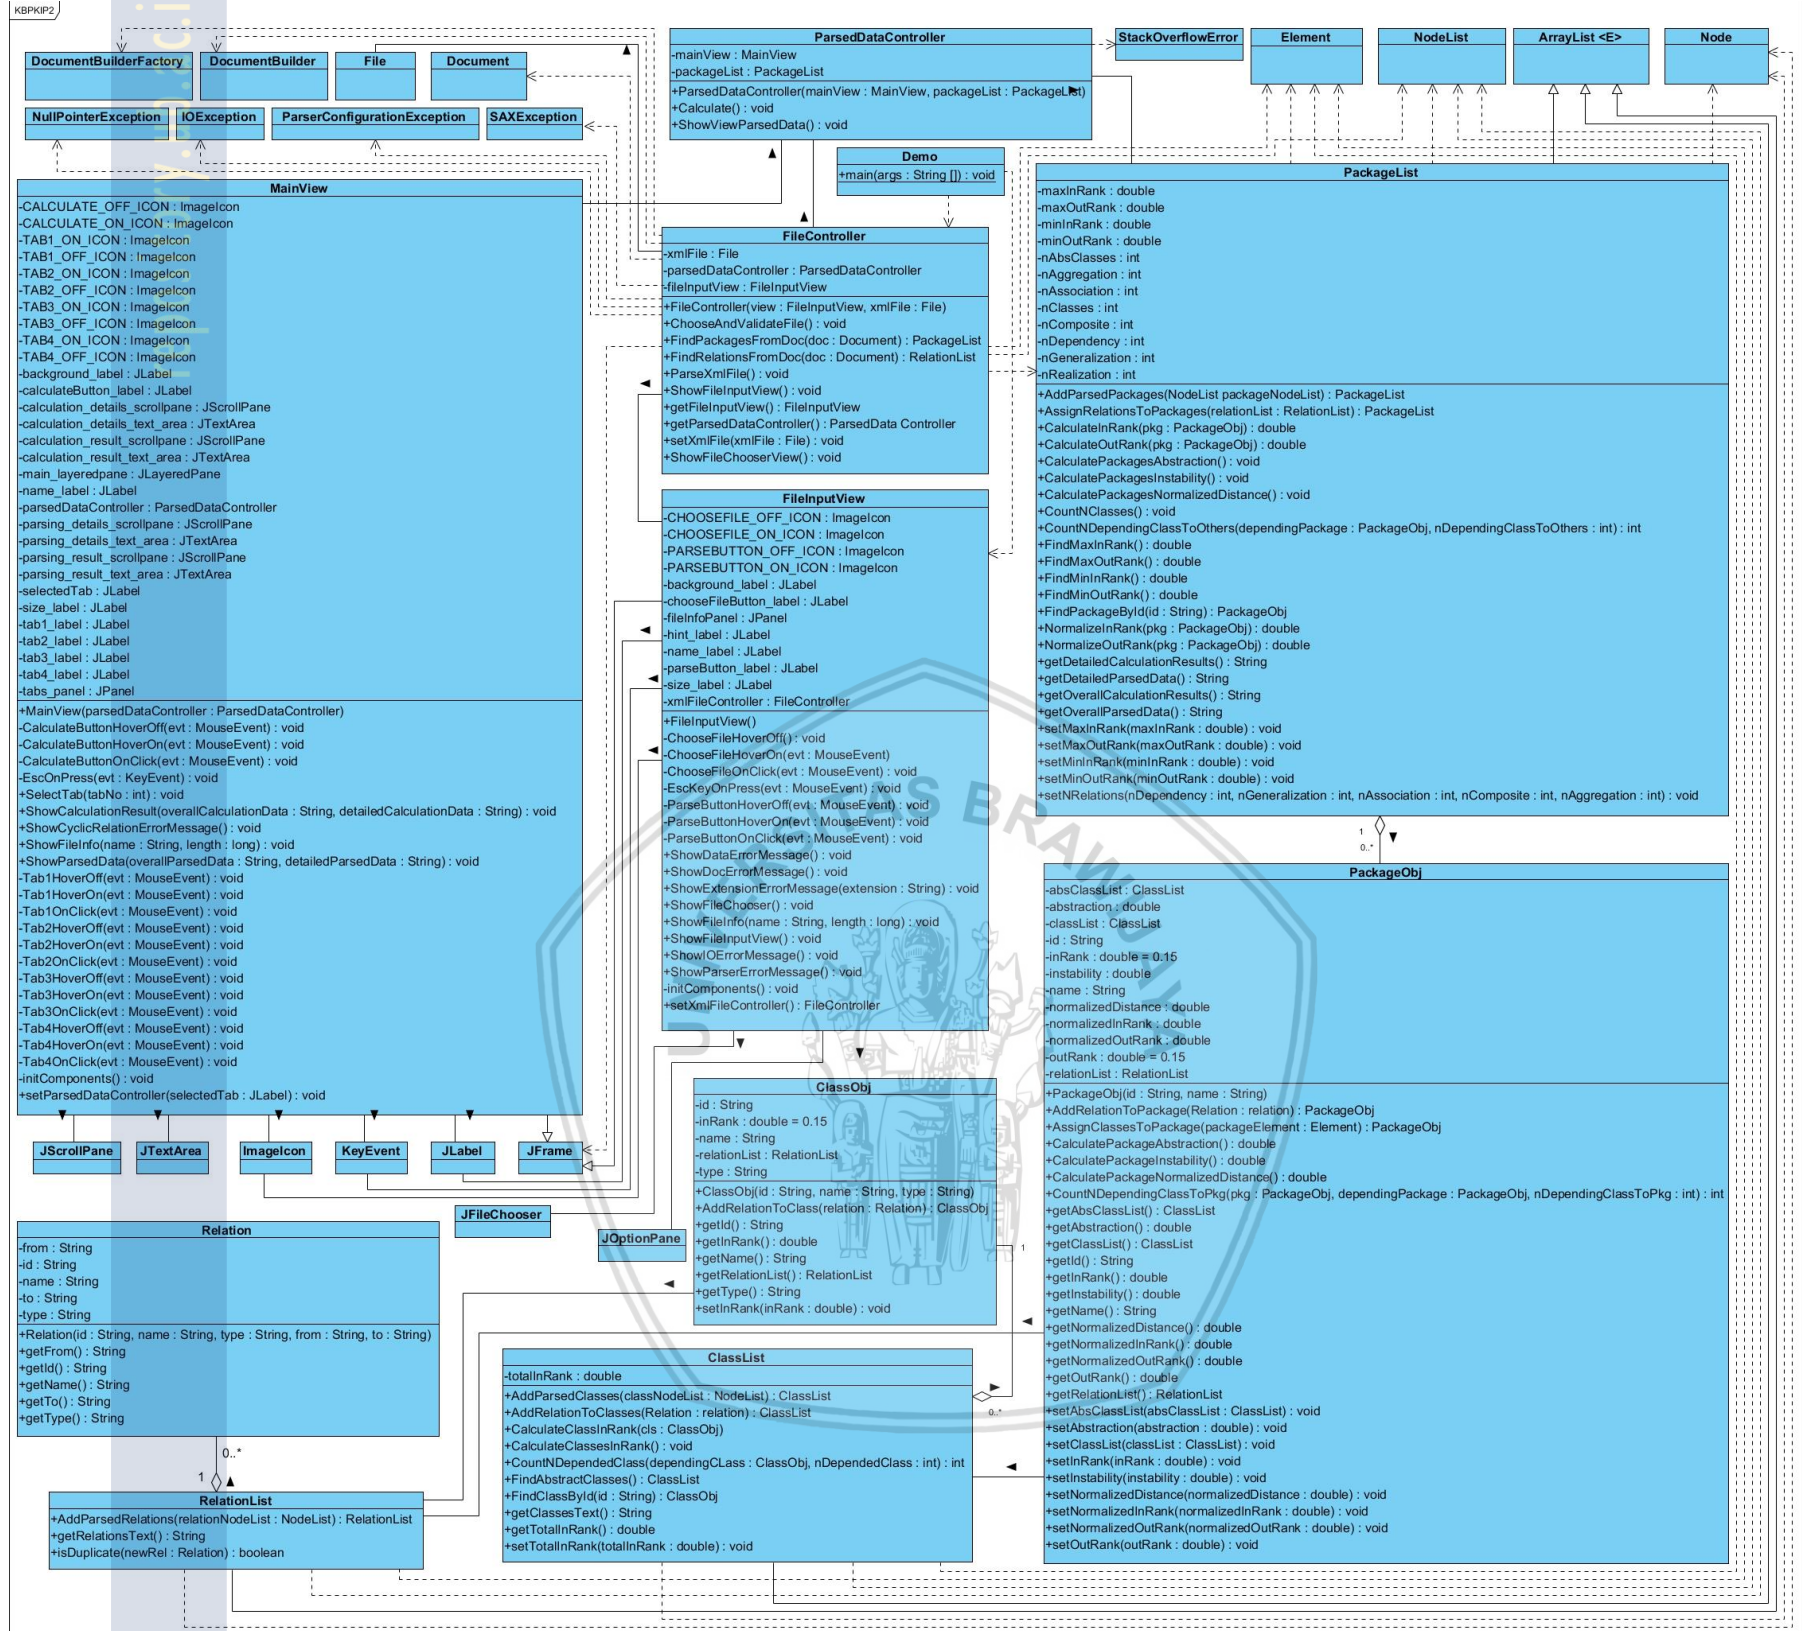 KBPKIP2
DocumentBuilderFactory
DocumentBuilder
File
Document
NullPointerException
IOException
ParserConfigurationException
SAXException
ParsedDataController
-mainView : MainView
-packageList : PackageList
+ParsedDataController(mainView : MainView, packageList : PackageList)
+Calculate() : void
+ShowViewParsedData() : void
StackOverflowError
Element
NodeList
ArrayList <E>
Node
Demo
+main(args : String []) : void
MainView
-CALCULATE_OFF_ICON : ImageIcon
-CALCULATE_ON_ICON : ImageIcon
-TAB1_ON_ICON : ImageIcon
-TAB1_OFF_ICON : ImageIcon
-TAB2_ON_ICON : ImageIcon
-TAB2_OFF_ICON : ImageIcon
-TAB3_ON_ICON : ImageIcon
-TAB3_OFF_ICON : ImageIcon
-TAB4_ON_ICON : ImageIcon
-TAB4_OFF_ICON : ImageIcon
-background_label : JLabel
-calculateButton_label : JLabel
-calculation_details_scrollpane : JScrollPane
-calculation_details_text_area : JTextArea
-calculation_result_scrollpane : JScrollPane
-calculation_result_text_area : JTextArea
-main_layeredpane : JLayeredPane
-name_label : JLabel
-parsedDataController : ParsedDataController
-parsing_details_scrollpane : JScrollPane
-parsing_details_text_area : JTextArea
-parsing_result_scrollpane : JScrollPane
-parsing_result_text_area : JTextArea
-selectedTab : JLabel
-size_label : JLabel
-tab1_label : JLabel
-tab2_label : JLabel
-tab3_label : JLabel
-tab4_label : JLabel
-tabs_panel : JPanel
+MainView(parsedDataController : ParsedDataController)
-CalculateButtonHoverOff(evt : MouseEvent) : void
-CalculateButtonHoverOn(evt : MouseEvent) : void
-CalculateButtonOnClick(evt : MouseEvent) : void
-EscOnPress(evt : KeyEvent) : void
+SelectTab(tabNo : int) : void
+ShowCalculationResult(overallCalculationData : String, detailedCalculationData : String) : void
+ShowCyclicRelationErrorMessage() : void
+ShowFileInfo(name : String, length : long) : void
+ShowParsedData(overallParsedData : String, detailedParsedData : String) : void
-Tab1HoverOff(evt : MouseEvent) : void
-Tab1HoverOn(evt : MouseEvent) : void
-Tab1OnClick(evt : MouseEvent) : void
-Tab2HoverOff(evt : MouseEvent) : void
-Tab2HoverOn(evt : MouseEvent) : void
-Tab2OnClick(evt : MouseEvent) : void
-Tab3HoverOff(evt : MouseEvent) : void
-Tab3HoverOn(evt : MouseEvent) : void
-Tab3OnClick(evt : MouseEvent) : void
-Tab4HoverOff(evt : MouseEvent) : void
-Tab4HoverOn(evt : MouseEvent) : void
-Tab4OnClick(evt : MouseEvent) : void
-initComponents() : void
+setParsedDataController(selectedTab : JLabel) : void
FileController
-xmlFile : File
-parsedDataController : ParsedDataController
-fileInputView : FileInputView
+FileController(view : FileInputView, xmlFile : File)
+ChooseAndValidateFile() : void
+FindPackagesFromDoc(doc : Document) : PackageList
+FindRelationsFromDoc(doc : Document) : RelationList
+ParseXmlFile() : void
+ShowFileInputView() : void
+getFileInputView() : FileInputView
+getParsedDataController() : ParsedData Controller
+setXmlFile(xmlFile : File) : void
+ShowFileChooserView() : void
FileInputView
-CHOOSEFILE_OFF_ICON : ImageIcon
-CHOOSEFILE_ON_ICON : ImageIcon
-PARSEBUTTON_OFF_ICON : ImageIcon
-PARSEBUTTON_ON_ICON : ImageIcon
-background_label : JLabel
-chooseFileButton_label : JLabel
-fileInfoPanel : JPanel
-hint_label : JLabel
-name_label : JLabel
-parseButton_label : JLabel
-size_label : JLabel
-xmlFileController : FileController
+FileInputView()
-ChooseFileHoverOff() : void
-ChooseFileHoverOn(evt : MouseEvent)
-ChooseFileOnClick(evt : MouseEvent) : void
-EscKeyOnPress(evt : MouseEvent) : void
-ParseButtonHoverOff(evt : MouseEvent) : void
-ParseButtonHoverOn(evt : MouseEvent) : void
-ParseButtonOnClick(evt : MouseEvent) : void
+ShowDataErrorMessage() : void
+ShowDocErrorMessage() : void
+ShowExtensionErrorMessage(extension : String) : void
+ShowFileChooser() : void
+ShowFileInfo(name : String, length : long) : void
+ShowFileInputView() : void
+ShowIOErrorMessage() : void
+ShowParserErrorMessage() : void
-initComponents() : void
+setXmlFileController() : FileController
PackageList
-maxInRank : double
-maxOutRank : double
-minInRank : double
-minOutRank : double
-nAbsClasses : int
-nAggregation : int
-nAssociation : int
-nClasses : int
-nComposite : int
-nDependency : int
-nGeneralization : int
-nRealization : int
+AddParsedPackages(NodeList packageNodeList) : PackageList
+AssignRelationsToPackages(relationList : RelationList) : PackageList
+CalculateInRank(pkg : PackageObj) : double
+CalculateOutRank(pkg : PackageObj) : double
+CalculatePackagesAbstraction() : void
+CalculatePackagesInstability() : void
+CalculatePackagesNormalizedDistance() : void
+CountNClasses() : void
+CountNDependingClassToOthers(dependingPackage : PackageObj, nDependingClassToOthers : int) : int
+FindMaxInRank() : double
+FindMaxOutRank() : double
+FindMinInRank() : double
+FindMinOutRank() : double
+FindPackageById(id : String) : PackageObj
+NormalizeInRank(pkg : PackageObj) : double
+NormalizeOutRank(pkg : PackageObj) : double
+getDetailedCalculationResults() : String
+getDetailedParsedData() : String
+getOverallCalculationResults() : String
+getOverallParsedData() : String
+setMaxInRank(maxInRank : double) : void
+setMaxOutRank(maxOutRank : double) : void
+setMinInRank(minInRank : double) : void
+setMinOutRank(minOutRank : double) : void
+setNRelations(nDependency : int, nGeneralization : int, nAssociation : int, nComposite : int, nAggregation : int) : void
1
0..*
PackageObj
-absClassList : ClassList
-abstraction : double
-classList : ClassList
-id : String
-inRank : double = 0.15
-instability : double
-name : String
-normalizedDistance : double
-normalizedInRank : double
-normalizedOutRank : double
-outRank : double = 0.15
-relationList : RelationList
+PackageObj(id : String, name : String)
+AddRelationToPackage(Relation : relation) : PackageObj
+AssignClassesToPackage(packageElement : Element) : PackageObj
+CalculatePackageAbstraction() : double
+CalculatePackageInstability() : double
+CalculatePackageNormalizedDistance() : double
+CountNDependingClassToPkg(pkg : PackageObj, dependingPackage : PackageObj, nDependingClassToPkg : int) : int
+getAbsClassList() : ClassList
+getAbstraction() : double
+getClassList() : ClassList
+getId() : String
+getInRank() : double
+getInstability() : double
+getName() : String
+getNormalizedDistance() : double
+getNormalizedInRank() : double
+getNormalizedOutRank() : double
+getOutRank() : double
+getRelationList() : RelationList
+setAbsClassList(absClassList : ClassList) : void
+setAbstraction(abstraction : double) : void
+setClassList(classList : ClassList) : void
+setInRank(inRank : double) : void
+setInstability(instability : double) : void
+setNormalizedDistance(normalizedDistance : double) : void
+setNormalizedInRank(normalizedInRank : double) : void
+setNormalizedOutRank(normalizedOutRank : double) : void
+setOutRank(outRank : double) : void
JScrollPane
JTextArea
ImageIcon
KeyEvent
JLabel
JFrame
JFileChooser
JOptionPane
ClassObj
-id : String
-inRank : double = 0.15
-name : String
-relationList : RelationList
-type : String
+ClassObj(id : String, name : String, type : String)
+AddRelationToClass(relation : Relation) : ClassObj
+getId() : String
+getInRank() : double
+getName() : String
+getRelationList() : RelationList
+getType() : String
+setInRank(inRank : double) : void
1
0..*
Relation
-from : String
-id : String
-name : String
-to : String
-type : String
+Relation(id : String, name : String, type : String, from : String, to : String)
+getFrom() : String
+getId() : String
+getName() : String
+getTo() : String
+getType() : String
0..*
1
RelationList
+AddParsedRelations(relationNodeList : NodeList) : RelationList
+getRelationsText() : String
+isDuplicate(newRel : Relation) : boolean
ClassList
-totalInRank : double
+AddParsedClasses(classNodeList : NodeList) : ClassList
+AddRelationToClasses(Relation : relation) : ClassList
+CalculateClassInRank(cls : ClassObj)
+CalculateClassesInRank() : void
+CountNDependedClass(dependingCLass : ClassObj, nDependedClass : int) : int
+FindAbstractClasses() : ClassList
+FindClassById(id : String) : ClassObj
+getClassesText() : String
+getTotalInRank() : double
+setTotalInRank(totalInRank : double) : void
UNIVERSITAS BRAWIJAYA